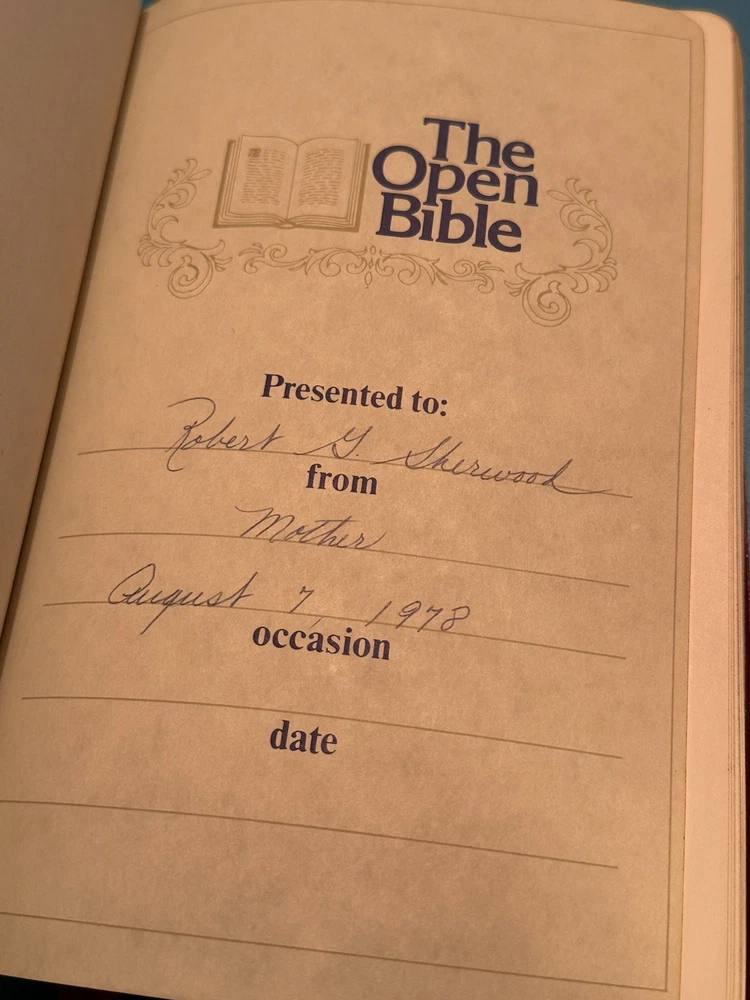 The
Open
Bible
Presented to:
Robert G. Sherwood
from
Mother
August 7, 1978
occasion
date